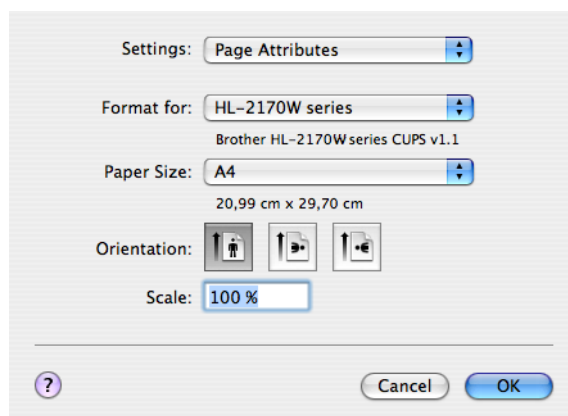 Settings: Page Attributes
Format for: HL-2170W series
Brother HL-2170W series CUPS v1.1
Paper Size: A4
20,99 cm x 29,70 cm
Orientation:
Scale: 100 %
? Cancel OK